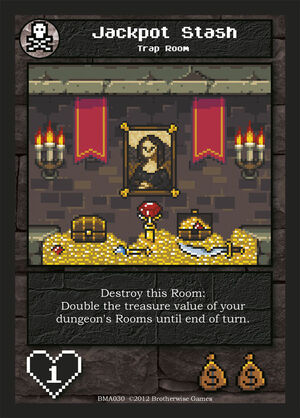 Jackpot Stash
Trap Room
Destroy this Room:
Double the treasure value of your
dungeon's Rooms until end of turn.
1
S S
BMA030 ©2012 Brotherwise Games